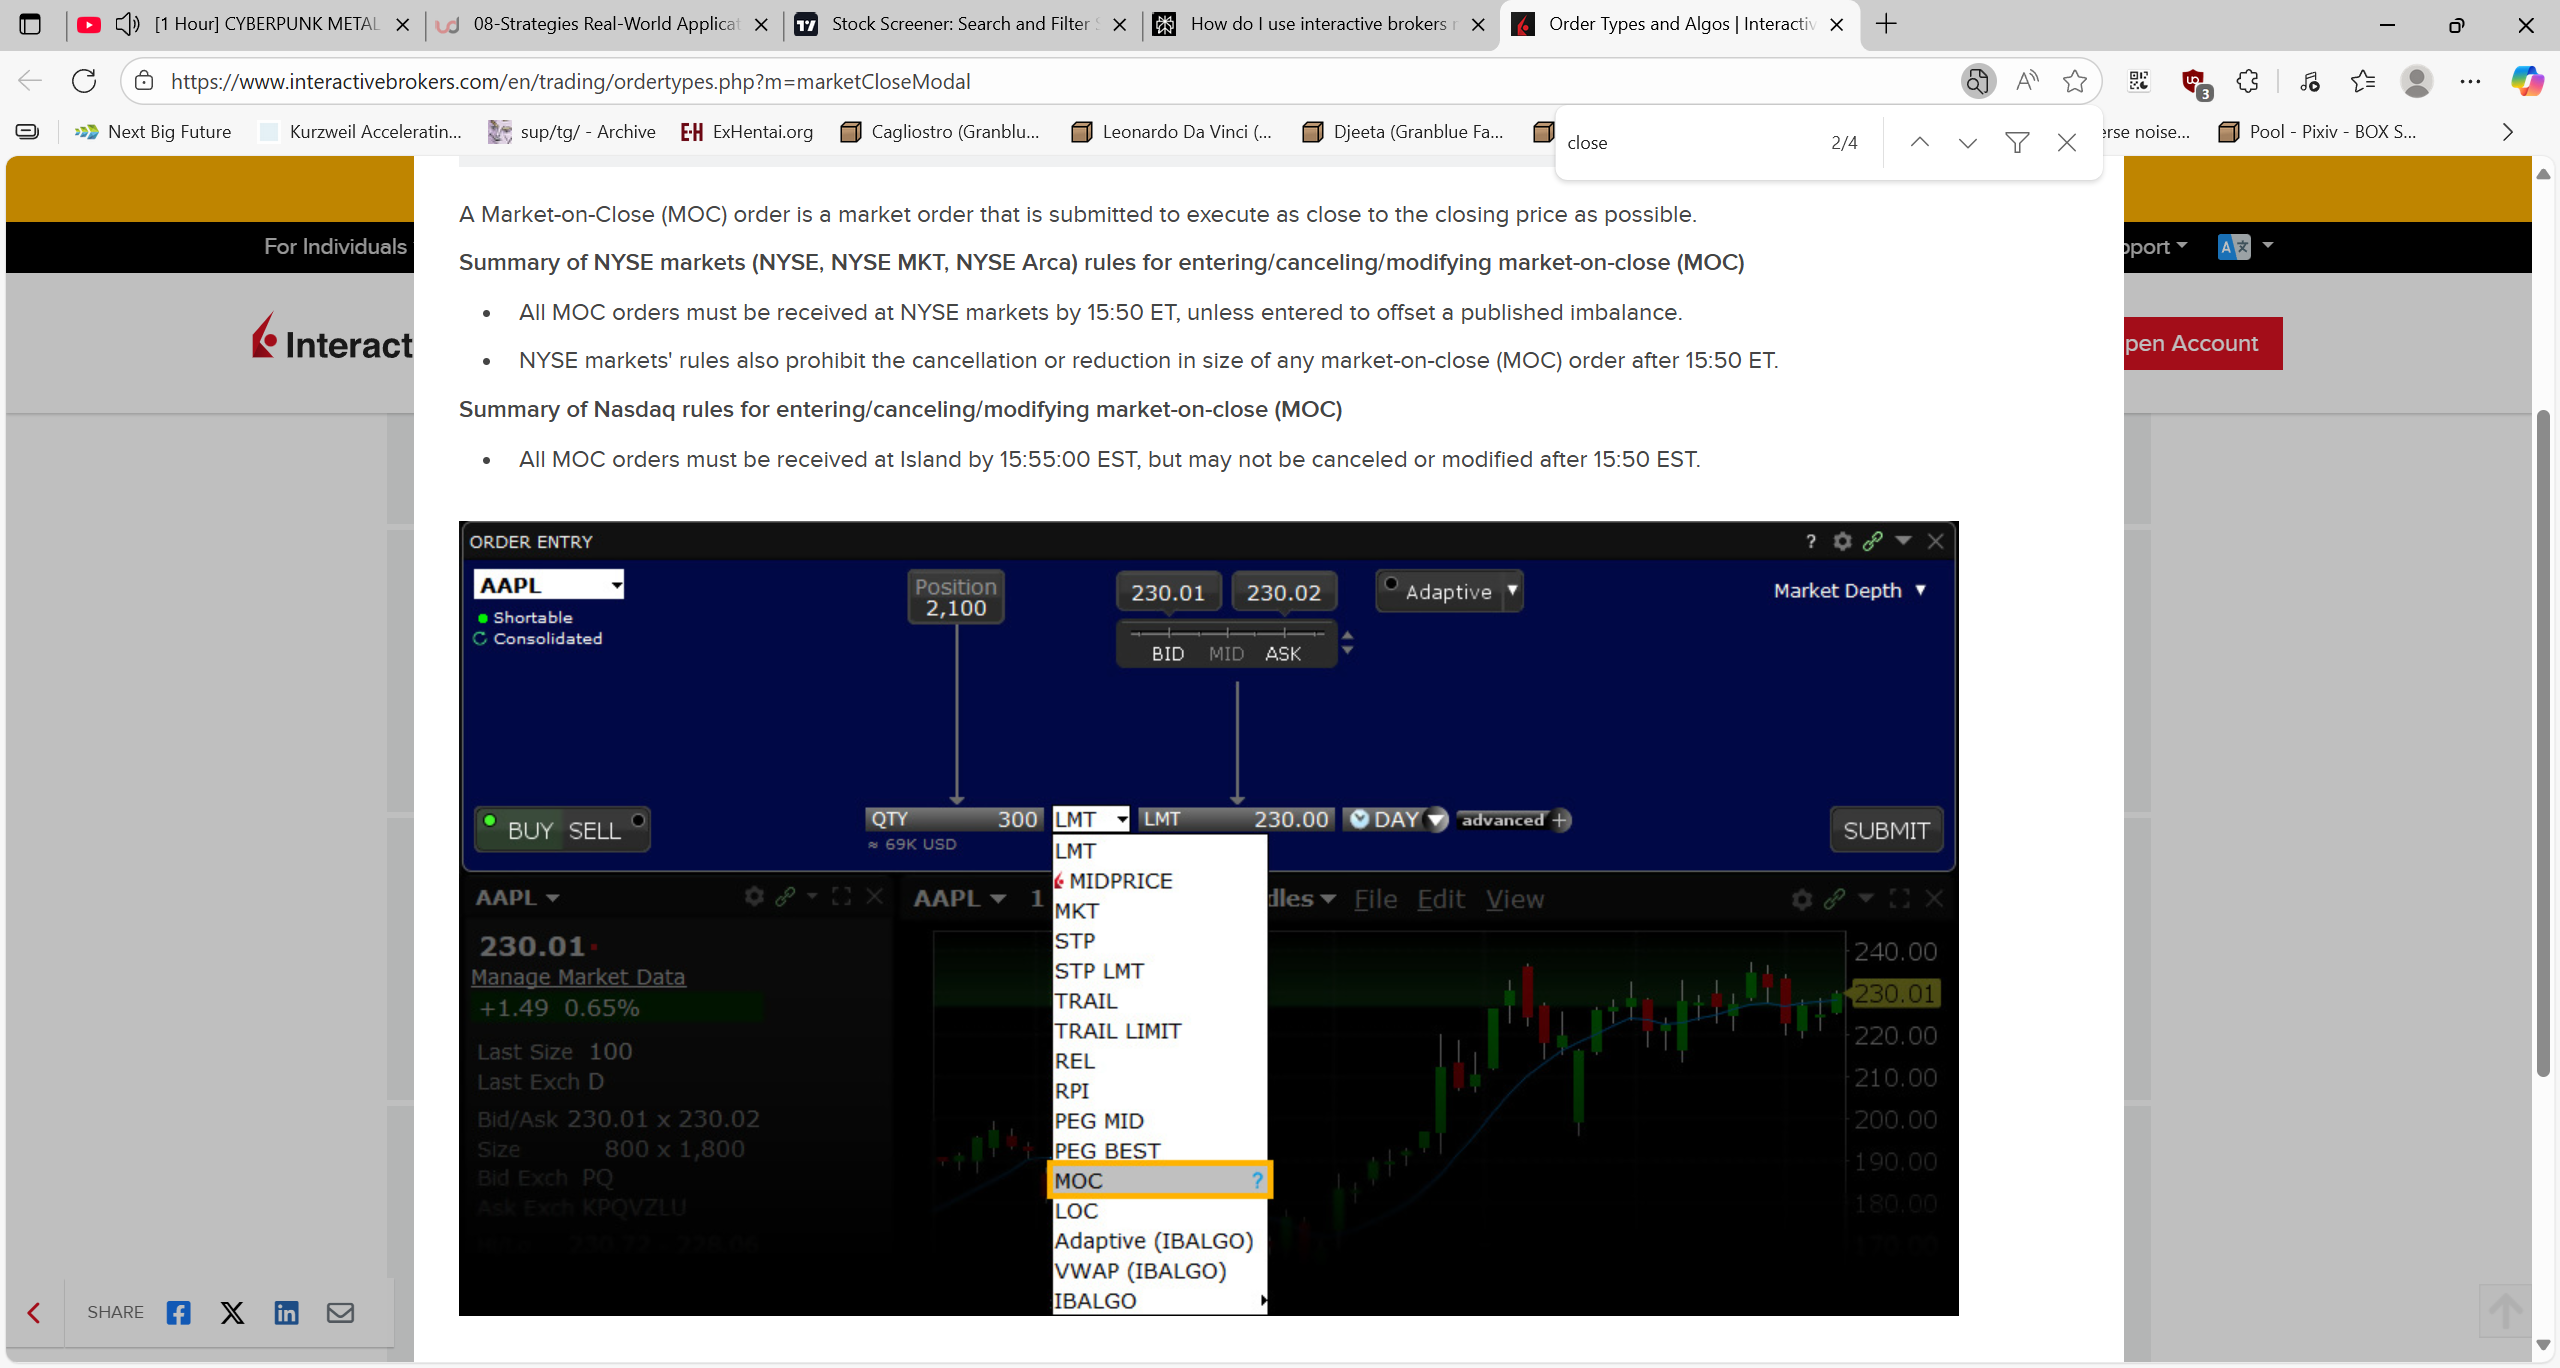 [1 Hour] CYBERPUNK METAL
08-Strategies Real-World Applicat
Stock Screener: Search and Filter S
How do I use interactive brokers r
Order Types and Algos | Interactiv
https://www.interactivebrokers.com/en/trading/ordertypes.php?m=marketCloseModal
3
Next Big Future
Kurzweil Acceleratin...
sup/tg/ - Archive
E-H ExHentai.org
Cagliostro (Granblu...
Leonardo Da Vinci (...
Djeeta (Granblue Fa...
erse noise...
Pool - Pixiv - BOX S...
close
2/4
For Individuals
pport
Interact
pen Account
A Market-on-Close (MOC) order is a market order that is submitted to execute as close to the closing price as possible.
Summary of NYSE markets (NYSE, NYSE MKT, NYSE Arca) rules for entering/canceling/modifying market-on-close (MOC)
• All MOC orders must be received at NYSE markets by 15:50 ET, unless entered to offset a published imbalance.
• NYSE markets' rules also prohibit the cancellation or reduction in size of any market-on-close (MOC) order after 15:50 ET.
Summary of Nasdaq rules for entering/canceling/modifying market-on-close (MOC)
• All MOC orders must be received at Island by 15:55:00 EST, but may not be canceled or modified after 15:50 EST.
ORDER ENTRY
?
AAPL
Shortable
Consolidated
Position
2,100
230.01
230.02
BID MID ASK
Adaptive
Market Depth
BUY SELL
QTY 300
≈ 69K USD
LMT
LMT 230.00
DAY
advanced +
SUBMIT
LMT
MIDPRICE
MKT
STP
STP LMT
TRAIL
TRAIL LIMIT
REL
RPI
PEG MID
PEG BEST
MOC ?
LOC
Adaptive (IBALGO)
VWAP (IBALGO)
IBALGO
AAPL
230.01
Manage Market Data
+1.49 0.65%
Last Size 100
Last Exch D
Bid/Ask 230.01 x 230.02
Size 800 x 1,800
Bid Exch PQ
Ask Exch KPQVZLU
AAPL 1
dles File Edit View
240.00
230.01
220.00
210.00
200.00
190.00
180.00
170.00
SHARE